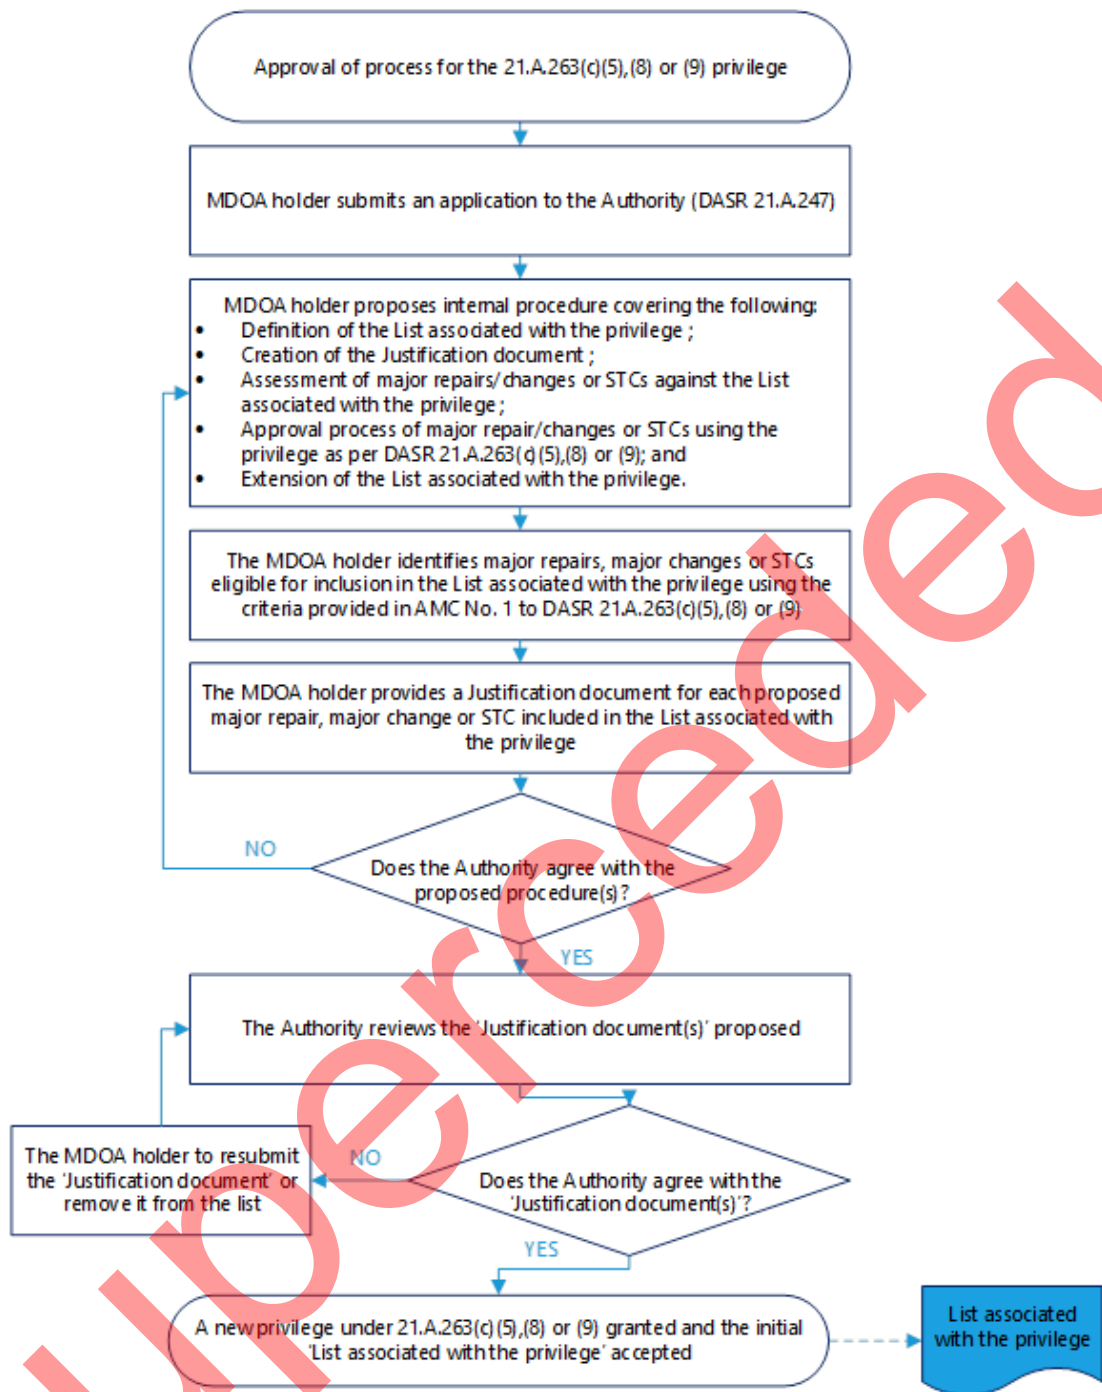 Approval of process for the 21.A.263(c)(5),(8) or (9) privilege
MDOA holder submits an application to the Authority (DASR 21.A.247)
MDOA holder proposes internal procedure covering the following:
• Definition of the List associated with the privilege ;
• Creation of the Justification document ;
• Assessment of major repairs/changes or STCs against the List
associated with the privilege ;
• Approval process of major repair/changes or STCs using the
privilege as per DASR 21.A.263(c)(5),(8) or (9); and
• Extension of the List associated with the privilege.
The MDOA holder identifies major repairs, major changes or STCs
eligible for inclusion in the List associated with the privilege using the
criteria provided in AMC No. 1 to DASR 21.A.263(c)(5),(8) or (9)
The MDOA holder provides a Justification document for each proposed
major repair, major change or STC included in the List associated with
the privilege
NO
Does the Authority agree with the
proposed procedure(s)?
YES
The Authority reviews the 'Justification document(s)' proposed
The MDOA holder to resubmit
the 'Justification document' or
remove it from the list
NO
Does the Authority agree with the
'Justification document(s)'?
YES
A new privilege under 21.A.263(c)(5),(8) or (9) granted and the initial
'List associated with the privilege' accepted
List associated
with the privilege
uperceded